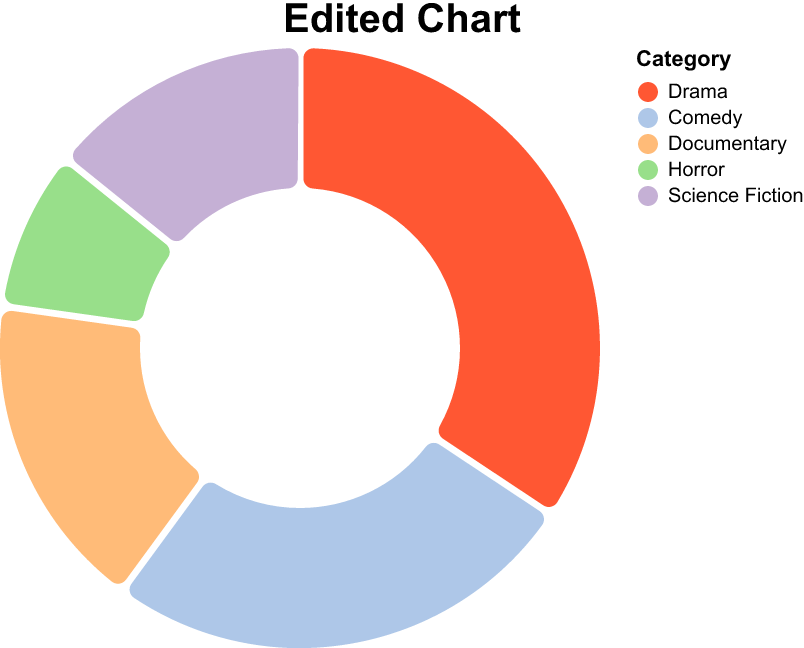 Edited Chart
Category
Drama
Comedy
Documentary
Horror
Science Fiction